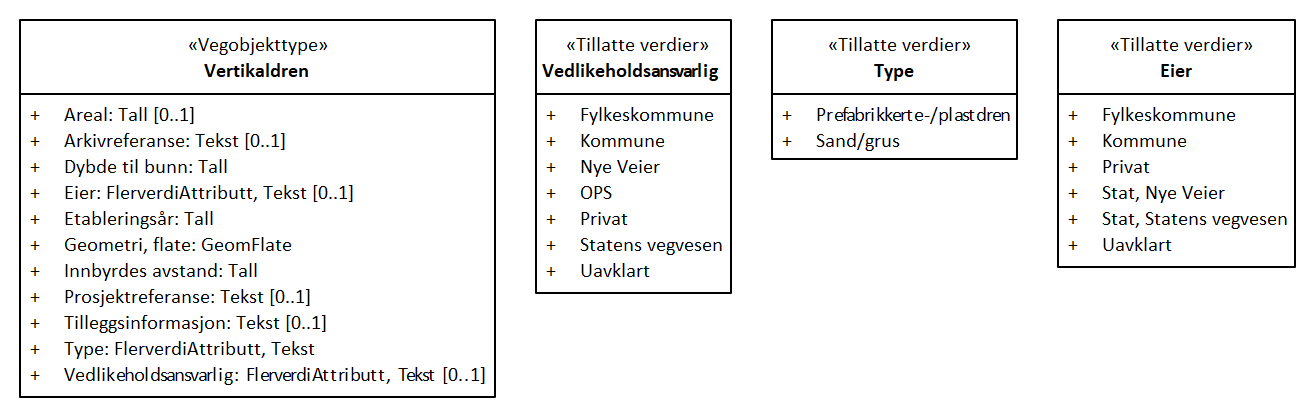 «Vegobjekttype»
Vertikaldren
+ Areal: Tall [0..1]
+ Arkivreferanse: Tekst [0..1]
+ Dybde til bunn: Tall
+ Eier: FlerverdiAttributt, Tekst [0..1]
+ Etableringsår: Tall
+ Geometri, flate: GeomFlate
+ Innbyrdes avstand: Tall
+ Prosjektreferanse: Tekst [0..1]
+ Tilleggsinformasjon: Tekst [0..1]
+ Type: FlerverdiAttributt, Tekst
+ Vedlikeholdsansvarlig: FlerverdiAttributt, Tekst [0..1]
«Tillatte verdier»
Vedlikeholdsansvarlig
+ Fylkeskommune
+ Kommune
+ Nye Veier
+ OPS
+ Privat
+ Statens vegvesen
+ Uavklart
«Tillatte verdier»
Type
+ Prefabrikkerte-/plastdren
+ Sand/grus
«Tillatte verdier»
Eier
+ Fylkeskommune
+ Kommune
+ Privat
+ Stat, Nye Veier
+ Stat, Statens vegvesen
+ Uavklart